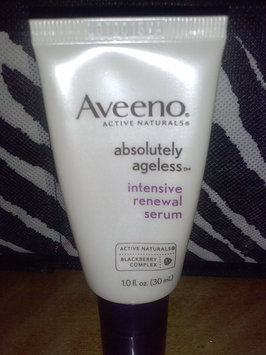 Aveeno.
ACTIVE NATURALS®
absolutely
ageless™
intensive
renewal
serum
ACTIVE NATURALS®
BLACKBERRY
COMPLEX
1.0 fl. oz. (30 mL)